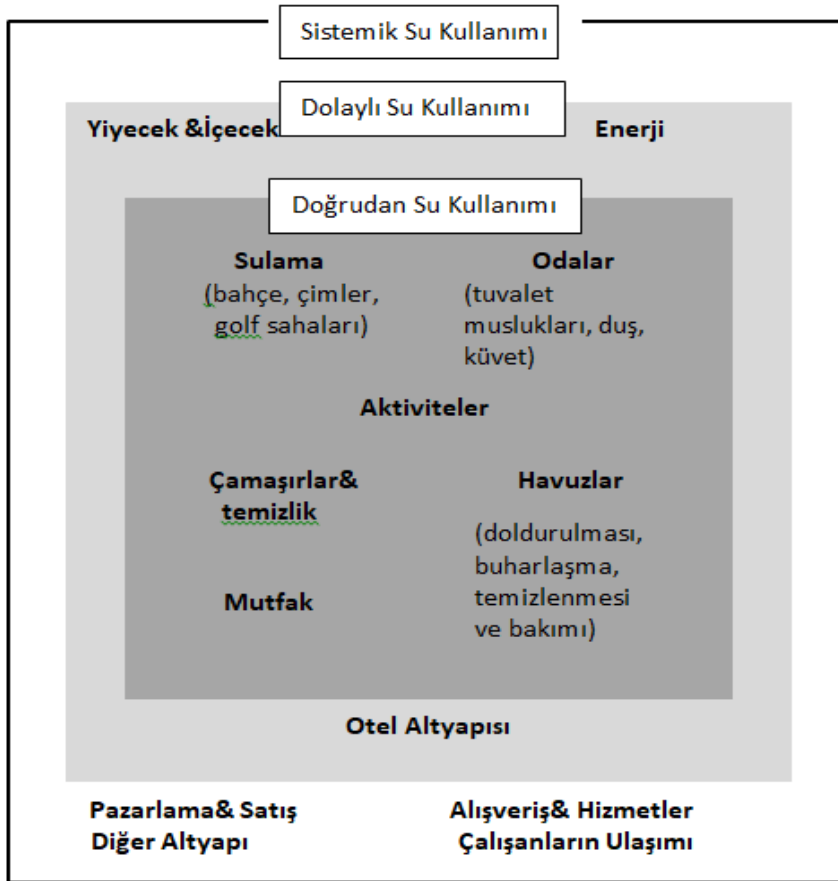 Sistemik Su Kullanımı
Dolaylı Su Kullanımı
Yiyecek &İçecek
Enerji
Doğrudan Su Kullanımı
Sulama
(bahçe, çimler,
golf sahaları)
Odalar
(tuvalet
muslukları, duş,
küvet)
Aktiviteler
Çamaşırlar&
temizlik
Havuzlar
(doldurulması,
buharlaşma,
temizlenmesi
ve bakımı)
Mutfak
Otel Altyapısı
Pazarlama& Satış
Diğer Altyapı
Alışveriş& Hizmetler
Çalışanların Ulaşımı